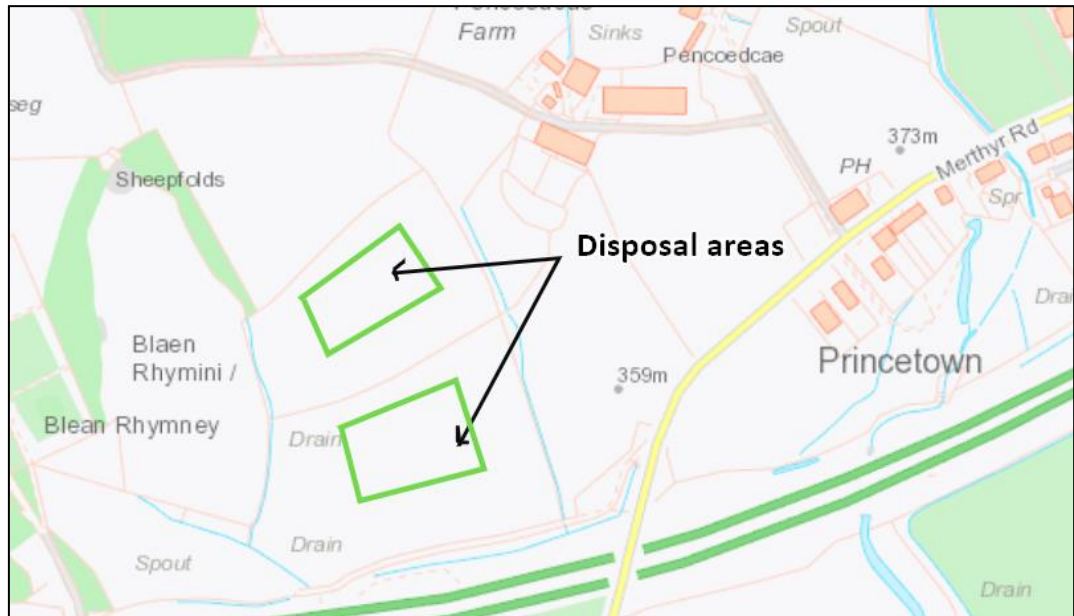 Farm
Sinks
Spout
Pencoedcae
seg
373m
Merthyr Rd
PH
Sheepfolds
Spr
Disposal areas
Blaen
Rhymini /
Princetown
359m
Blean Rhymney
Drain
Drain
Spout
Drain